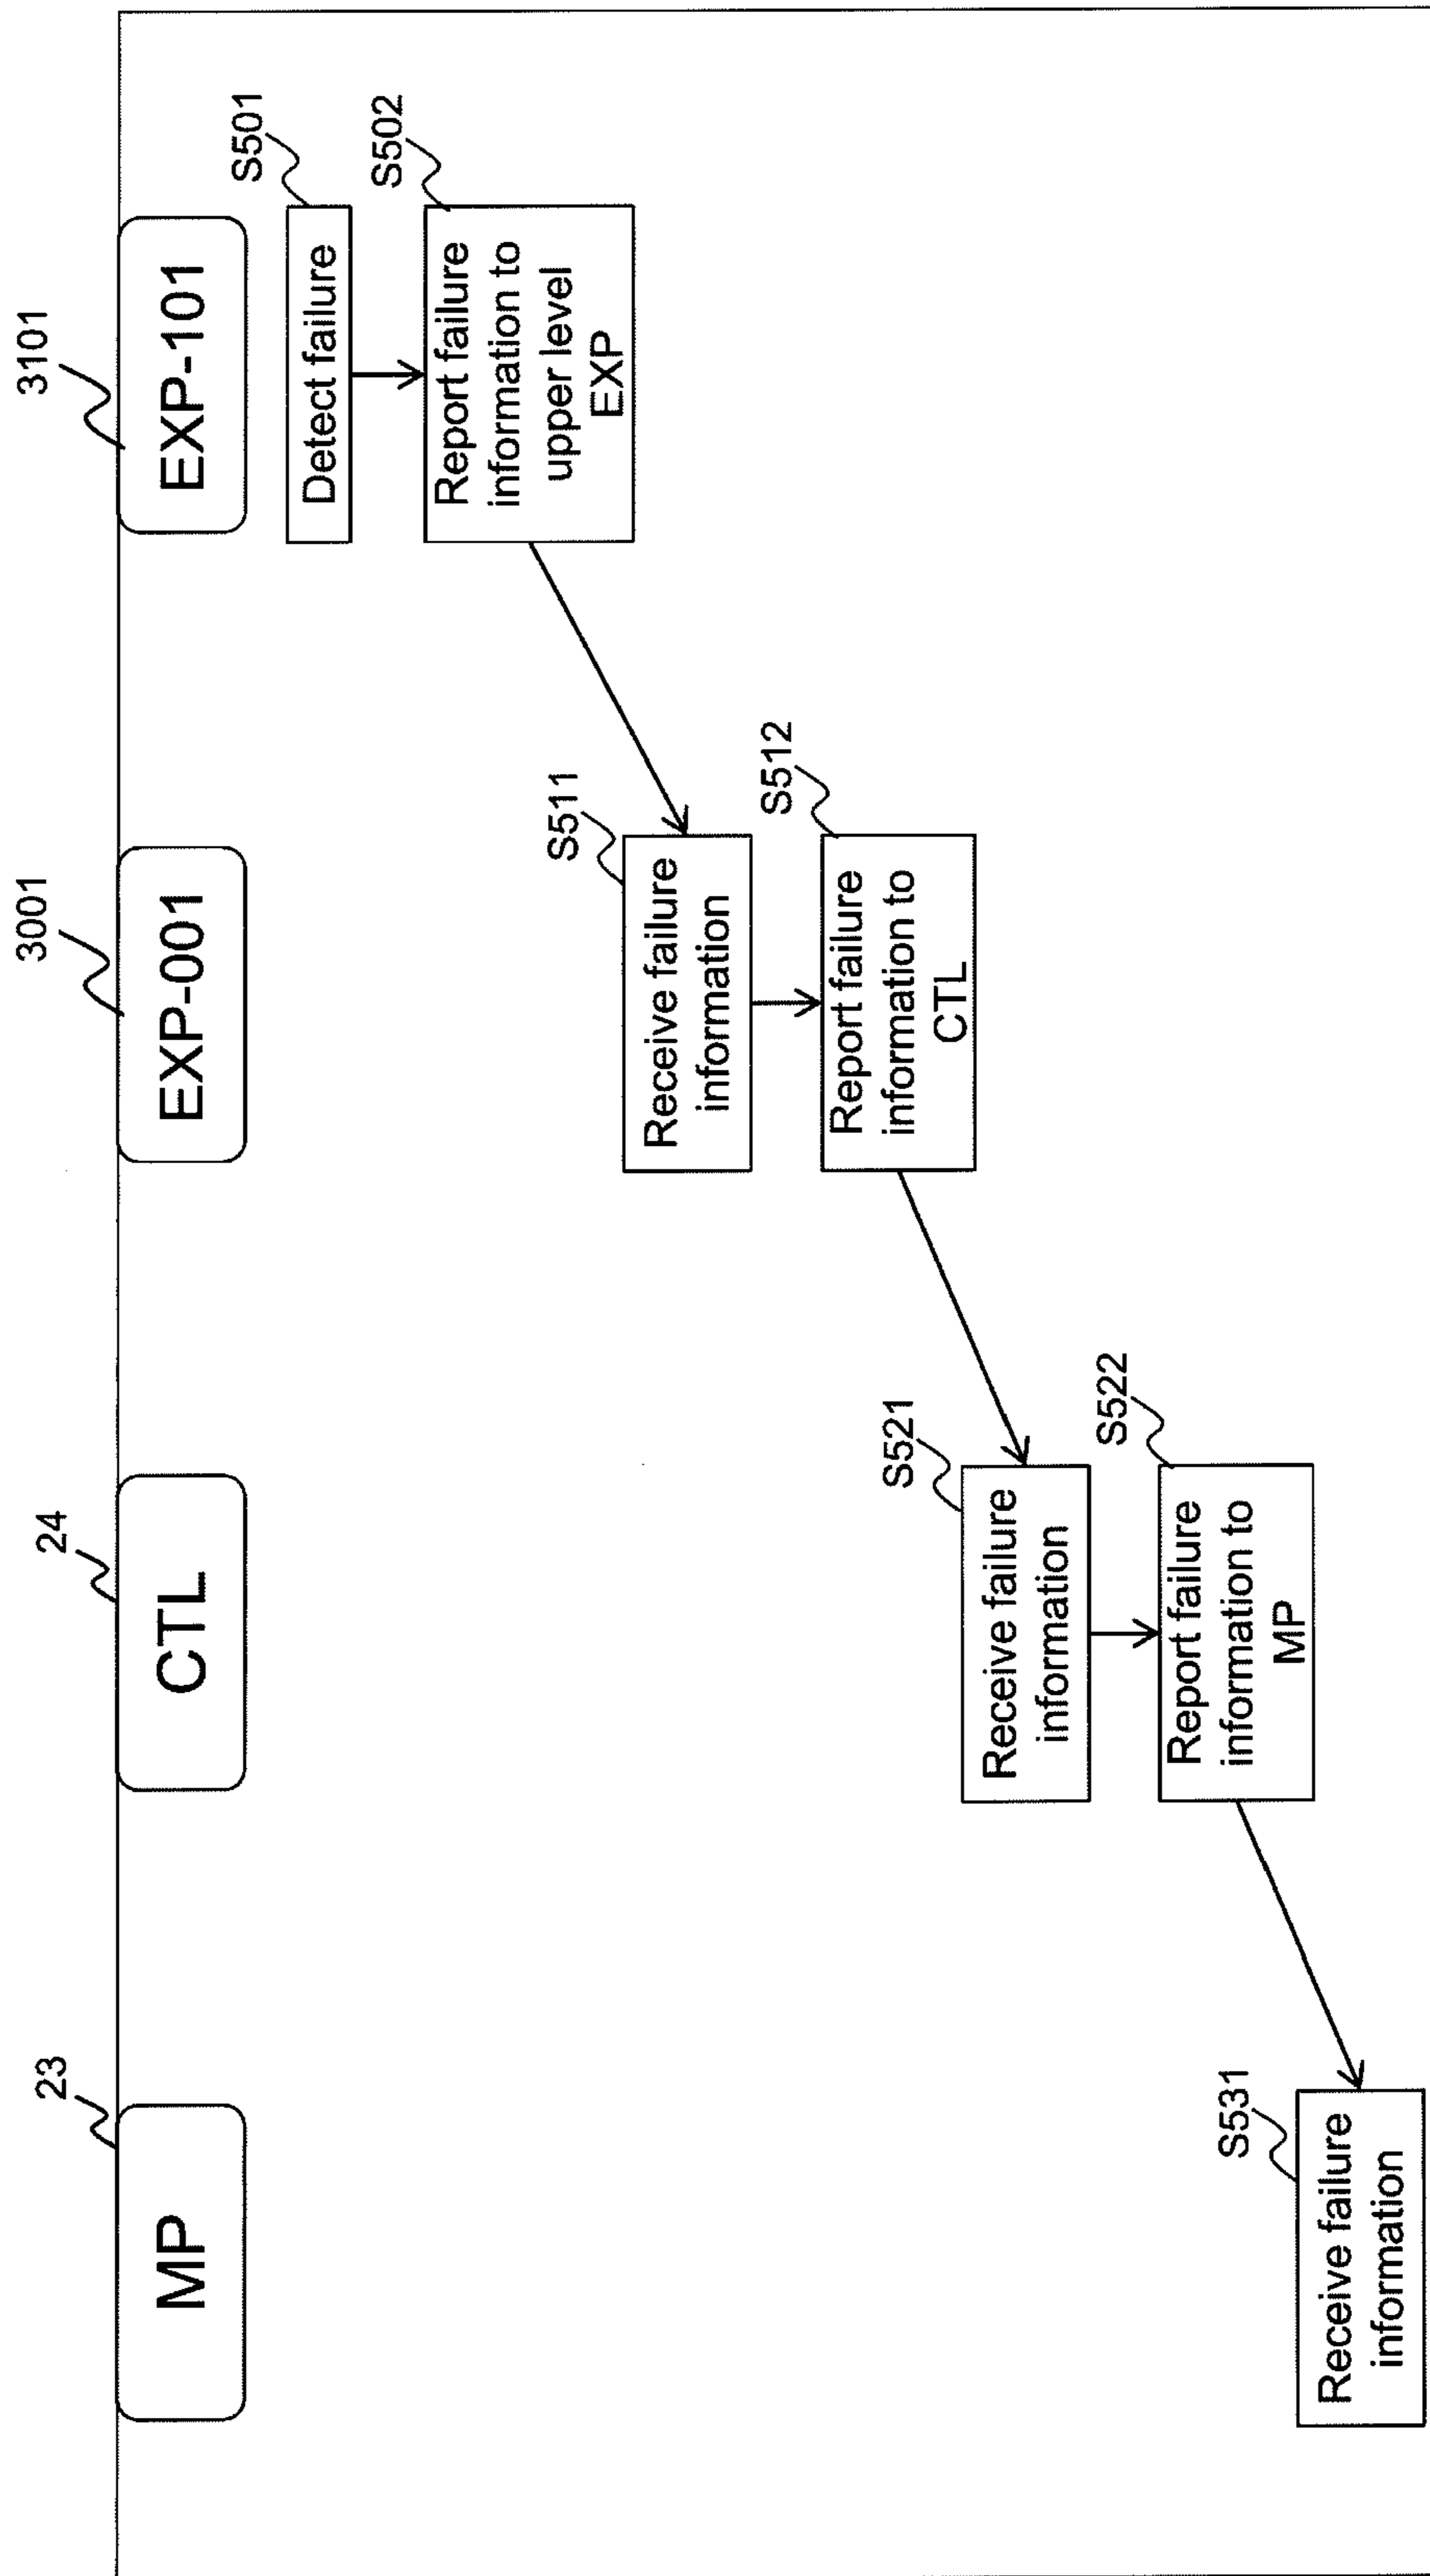 23
24
3001
3101
MP
CTL
EXP-001
EXP-101
S501
Detect failure
S502
Report failure
information to
upper level
EXP
S511
Receive failure
information
S512
Report failure
information to
CTL
S521
Receive failure
information
S522
Report failure
information to
MP
S531
Receive failure
information